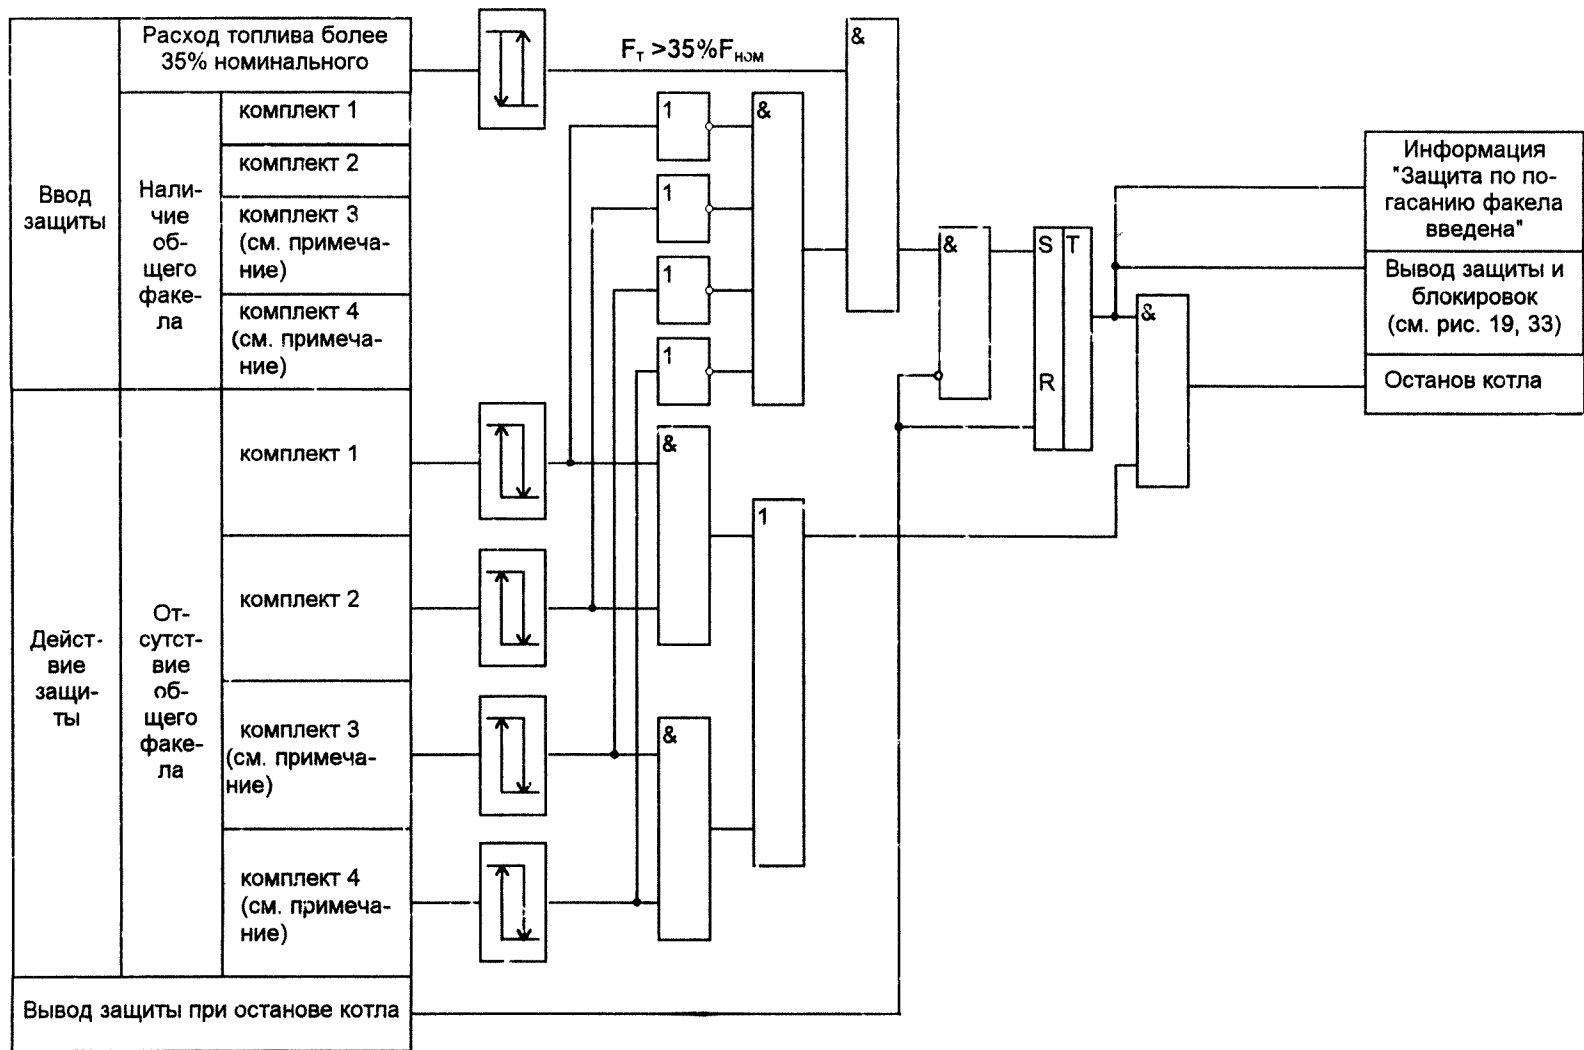 Ввод
защиты
Расход топлива более
35% номинального
Нали-
чие
об-
щего
факе-
ла
комплект 1
комплект 2
комплект 3
(см. примеча-
ние)
комплект 4
(см. примеча-
ние)
Дейст-
вие
защи-
ты
От-
сутст-
вие
об-
щего
факе-
ла
комплект 1
комплект 2
комплект 3
(см. примеча-
ние)
комплект 4
(см. примеча-
ние)
Вывод защиты при останове котла
Fт >35%Fном
&
1
&
1
1
1
&
&
1
&
S T
R
&
Информация
"Защита по по-
гасанию факела
введена"
Вывод защиты и
блокировок
(см. рис. 19, 33)
Останов котла